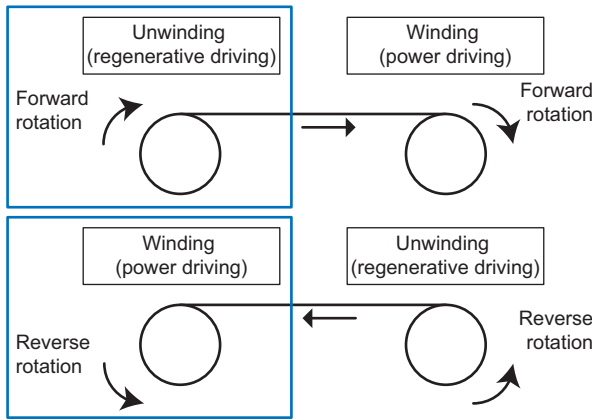 Unwinding
(regenerative driving)
Winding
(power driving)
Forward
rotation
Forward
rotation
Winding
(power driving)
Unwinding
(regenerative driving)
Reverse
rotation
Reverse
rotation